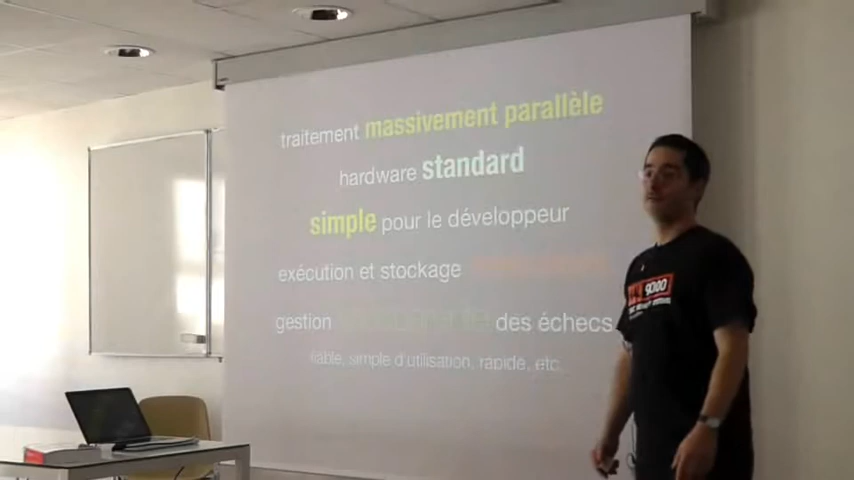 traitement massivement parallèle
hardware standard
simple pour le développeur
exécution et stockage
gestion des échecs
fiable, simple d'utilisation, rapide, etc.
9000